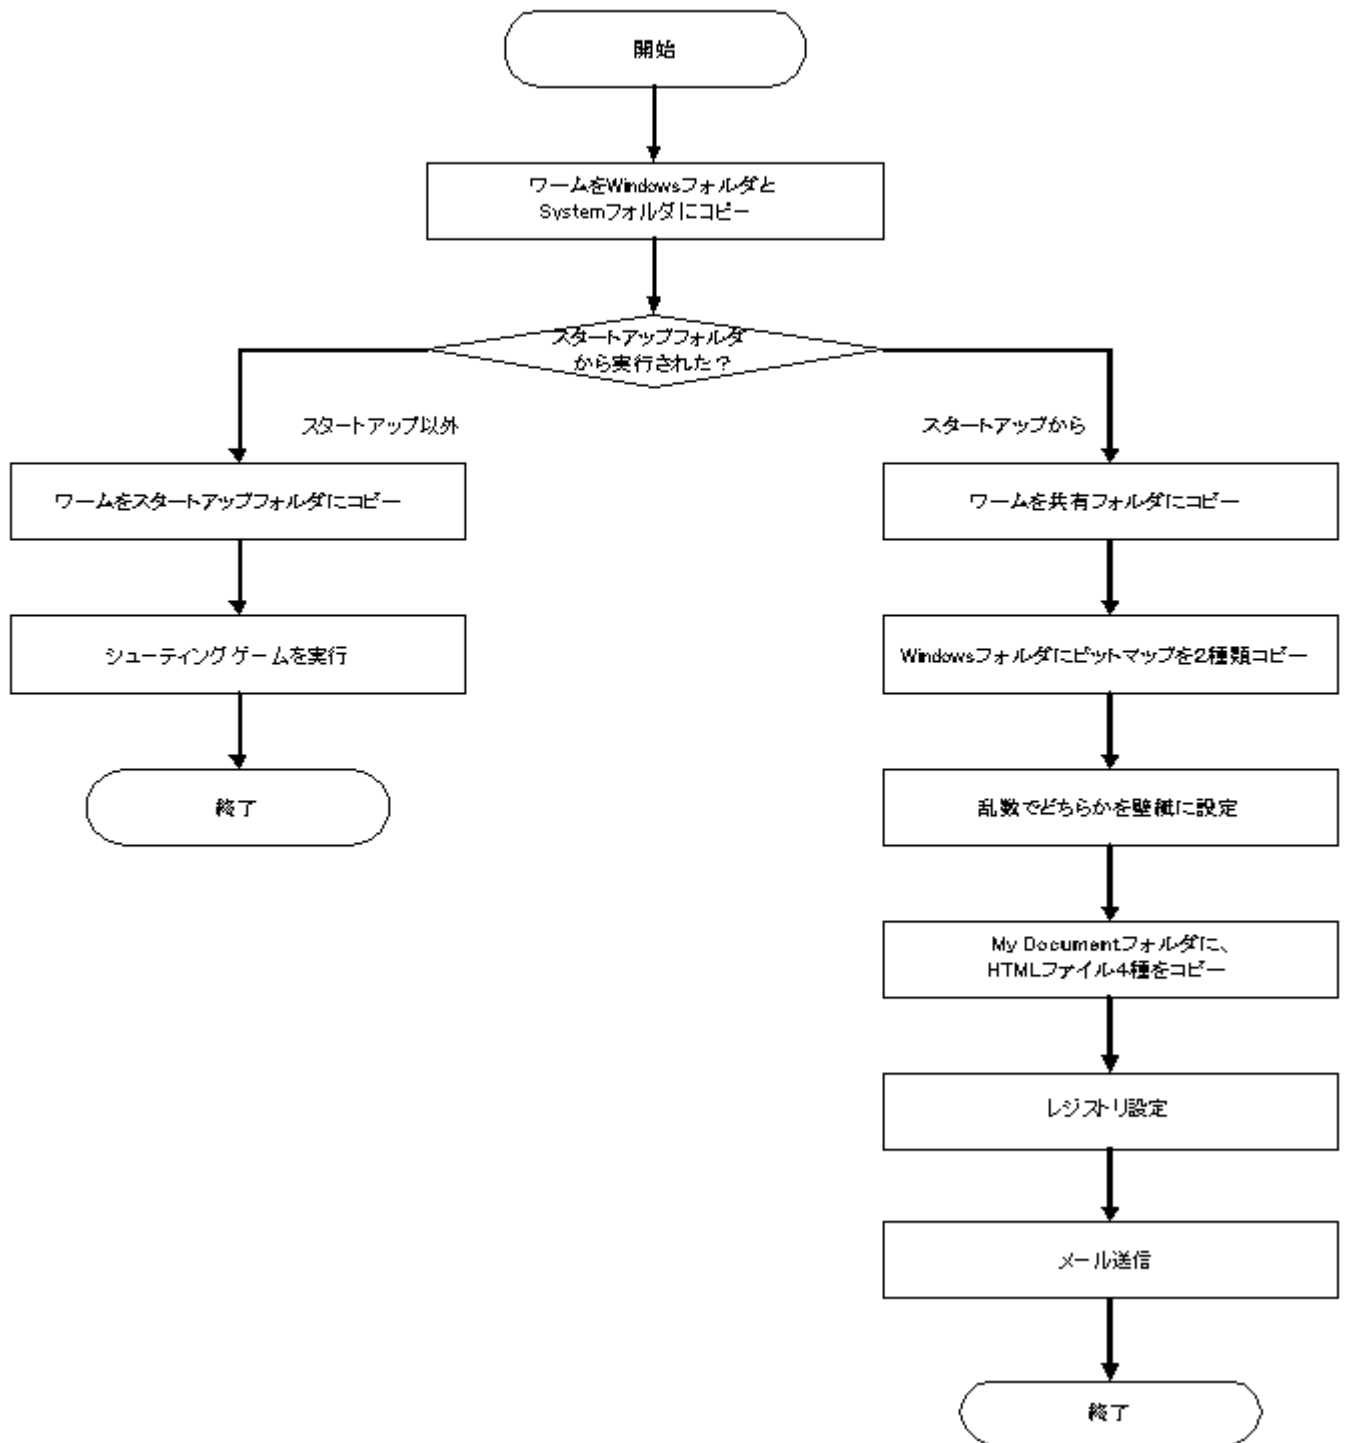 開始
ワームをWindowsフォルダと
Systemフォルダにコピー
スタートアップフォルダ
から実行された？
スタートアップ以外
スタートアップから
ワームをスタートアップフォルダにコピー
ワームを共有フォルダにコピー
シューティングゲームを実行
Windowsフォルダにビットマップを2種類コピー
終了
乱数でどちらかを壁紙に設定
My Documentフォルダに、
HTMLファイル4種をコピー
レジストリ設定
メール送信
終了